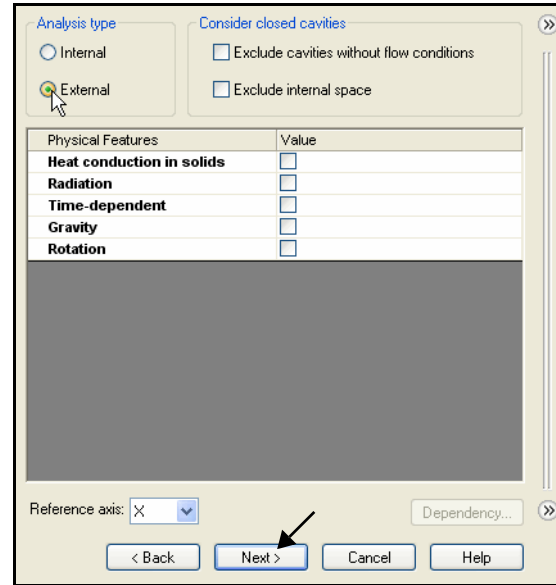 Analysis type
Consider closed cavities
Internal
Exclude cavities without flow conditions
External
Exclude internal space
Physical Features Value
Heat conduction in solids
Radiation
Time-dependent
Gravity
Rotation
Reference axis: X Dependency...
< Back Next > Cancel Help